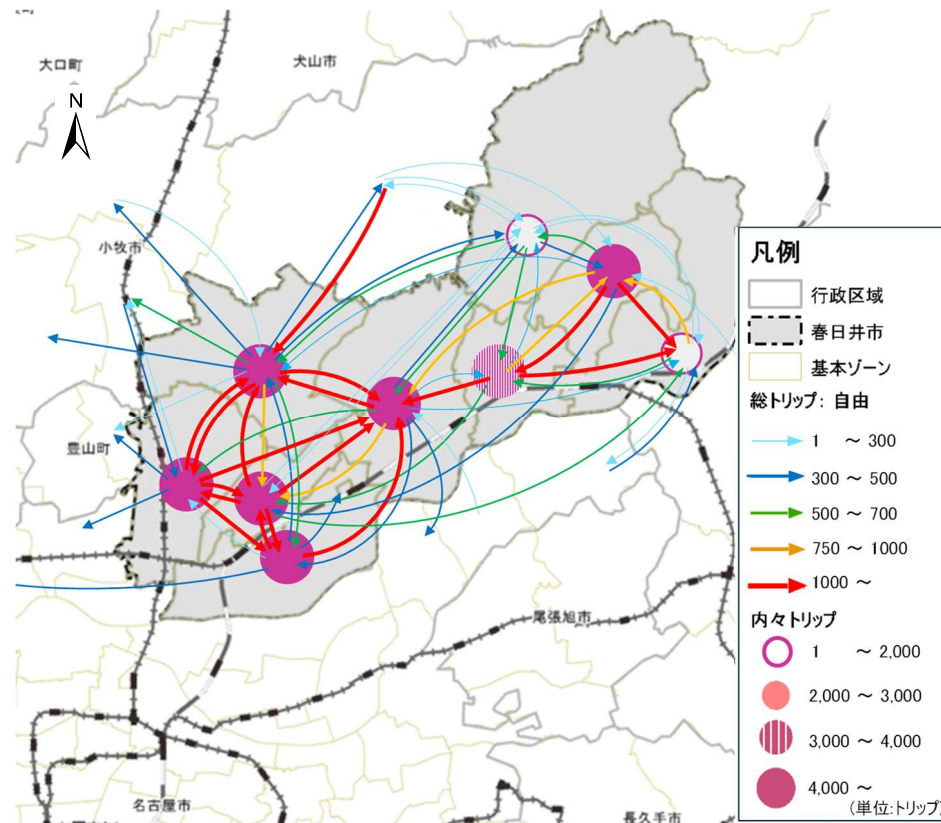 大口町
犬山市
N
小牧市
豊山町
尾張旭市
名古屋市
長久手市
凡例
行政区域
春日井市
基本ゾーン
総トリップ：自由
1 ～ 300
300 ～ 500
500 ～ 700
750 ～ 1000
1000 ～
内々トリップ
1 ～ 2,000
2,000 ～ 3,000
3,000 ～ 4,000
4,000 ～
（単位:トリップ）